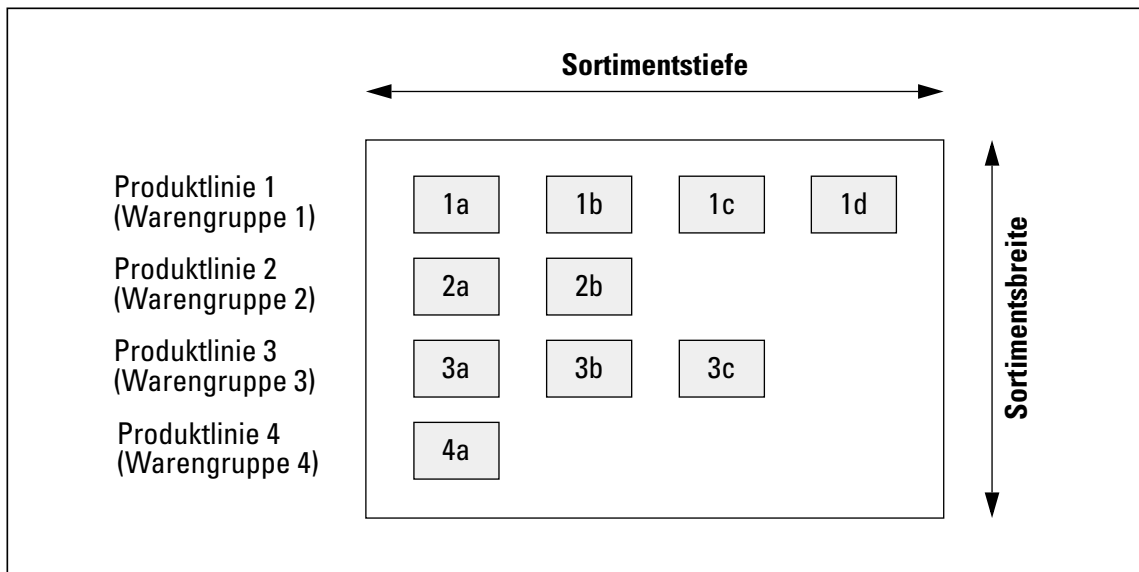 Sortimentstiefe
Produktlinie 1
(Warengruppe 1)
1a
1b
1c
1d
Produktlinie 2
(Warengruppe 2)
2a
2b
Produktlinie 3
(Warengruppe 3)
3a
3b
3c
Produktlinie 4
(Warengruppe 4)
4a
Sortimentsbreite